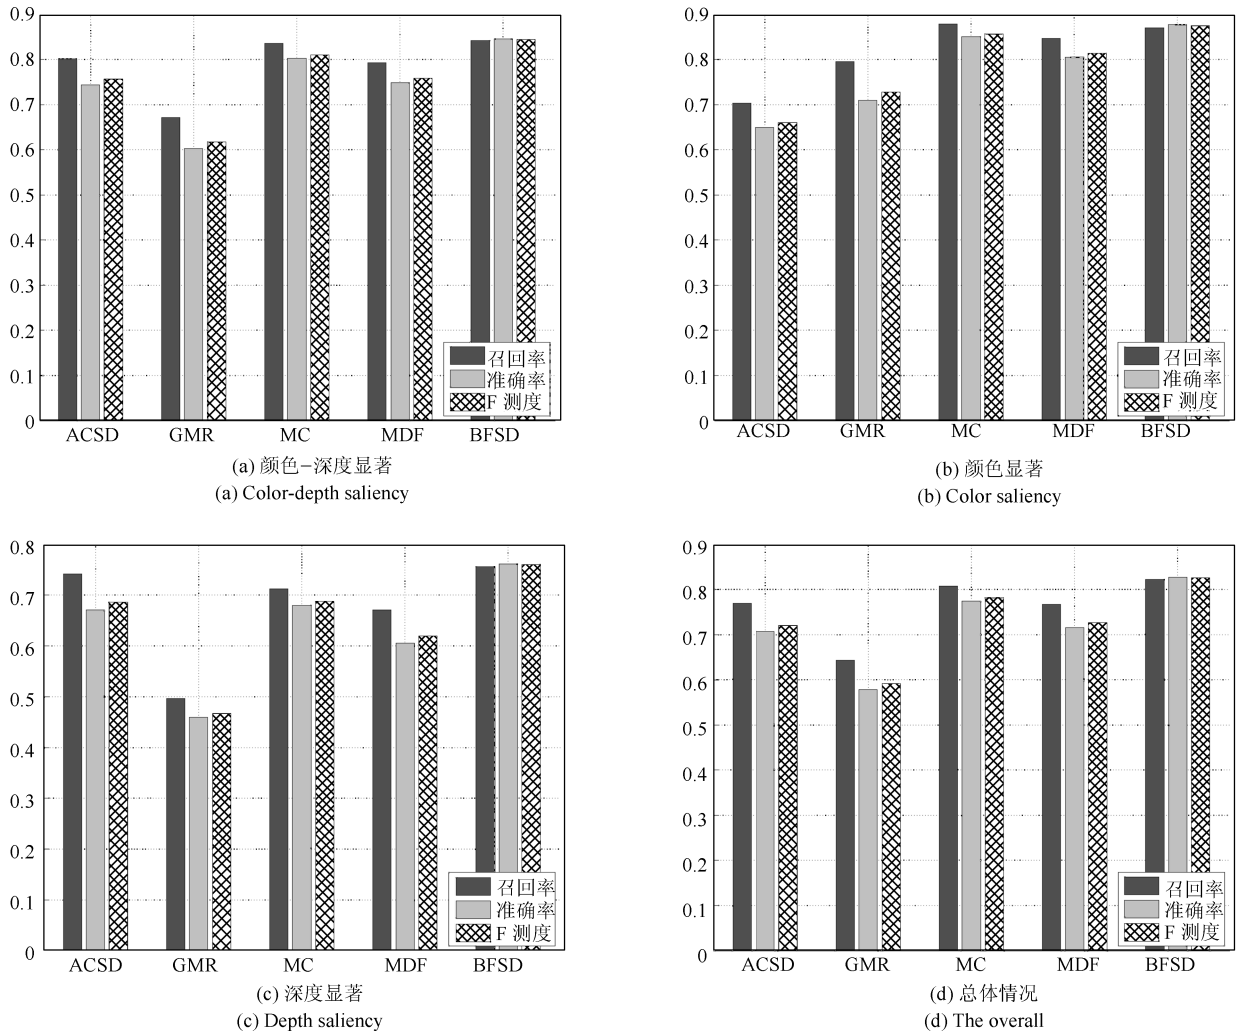 0.9
0.8
0.7
0.6
0.5
0.4
0.3
0.2
0.1
0
召回率
准确率
F 测度
ACSD GMR MC MDF BFSD
(a) 颜色−深度显著
(a) Color-depth saliency
0.9
0.8
0.7
0.6
0.5
0.4
0.3
0.2
0.1
0
召回率
准确率
F 测度
ACSD GMR MC MDF BFSD
(b) 颜色显著
(b) Color saliency
0.8
0.7
0.6
0.5
0.4
0.3
0.2
0.1
0
召回率
准确率
F 测度
ACSD GMR MC MDF BFSD
(c) 深度显著
(c) Depth saliency
0.9
0.8
0.7
0.6
0.5
0.4
0.3
0.2
0.1
0
召回率
准确率
F 测度
ACSD GMR MC MDF BFSD
(d) 总体情况
(d) The overall